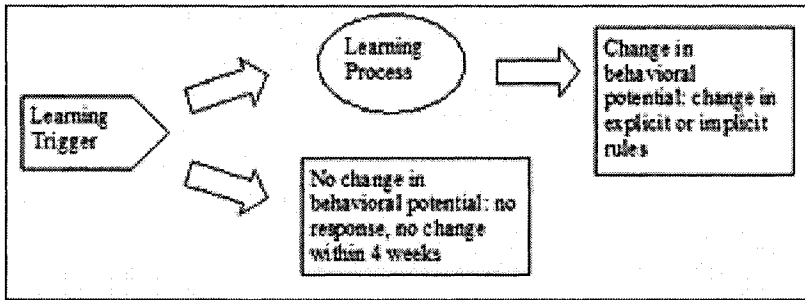 Learning
Trigger
Learning
Process
Change in
behavioral
potential: change in
explicit or implicit
rules
No change in
behavioral potential: no
response, no change
within 4 weeks